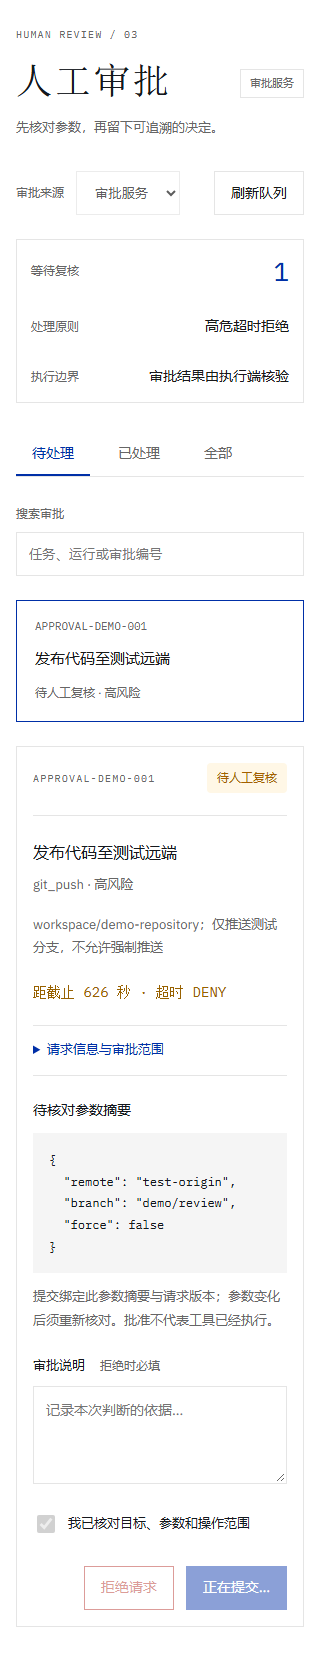 HUMAN REVIEW / 03
人工审批
审批服务
先核对参数，再留下可追溯的决定。
审批来源
审批服务
刷新队列
等待复核
1
处理原则
高危超时拒绝
执行边界
审批结果由执行端核验
待处理
已处理
全部
搜索审批
任务、运行或审批编号
APPROVAL-DEMO-001
发布代码至测试远端
待人工复核 · 高风险
APPROVAL-DEMO-001
待人工复核
发布代码至测试远端
git_push · 高风险
workspace/demo-repository；仅推送测试
分支，不允许强制推送
距截止 626 秒 · 超时 DENY
请求信息与审批范围
待核对参数摘要
{
"remote": "test-origin",
"branch": "demo/review",
"force": false
}
提交绑定此参数摘要与请求版本；参数变化
后须重新核对。批准不代表工具已经执行。
审批说明 拒绝时必填
记录本次判断的依据...
我已核对目标、参数和操作范围
拒绝请求
正在提交...